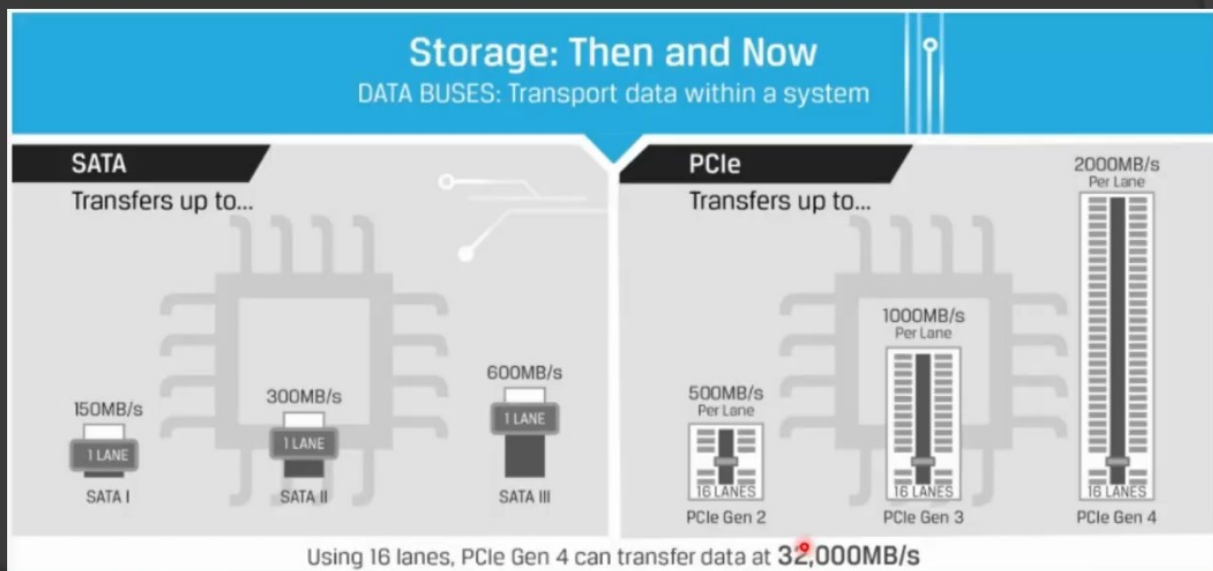 Storage: Then and Now
DATA BUSES: Transport data within a system
SATA
Transfers up to...
150MB/s
1 LANE
SATA I
300MB/s
1 LANE
SATA II
600MB/s
1 LANE
SATA III
PCIe
Transfers up to...
500MB/s
Per Lane
16 LANES
PCIe Gen 2
1000MB/s
Per Lane
16 LANES
PCIe Gen 3
2000MB/s
Per Lane
16 LANES
PCIe Gen 4
Using 16 lanes, PCIe Gen 4 can transfer data at 32,000MB/s